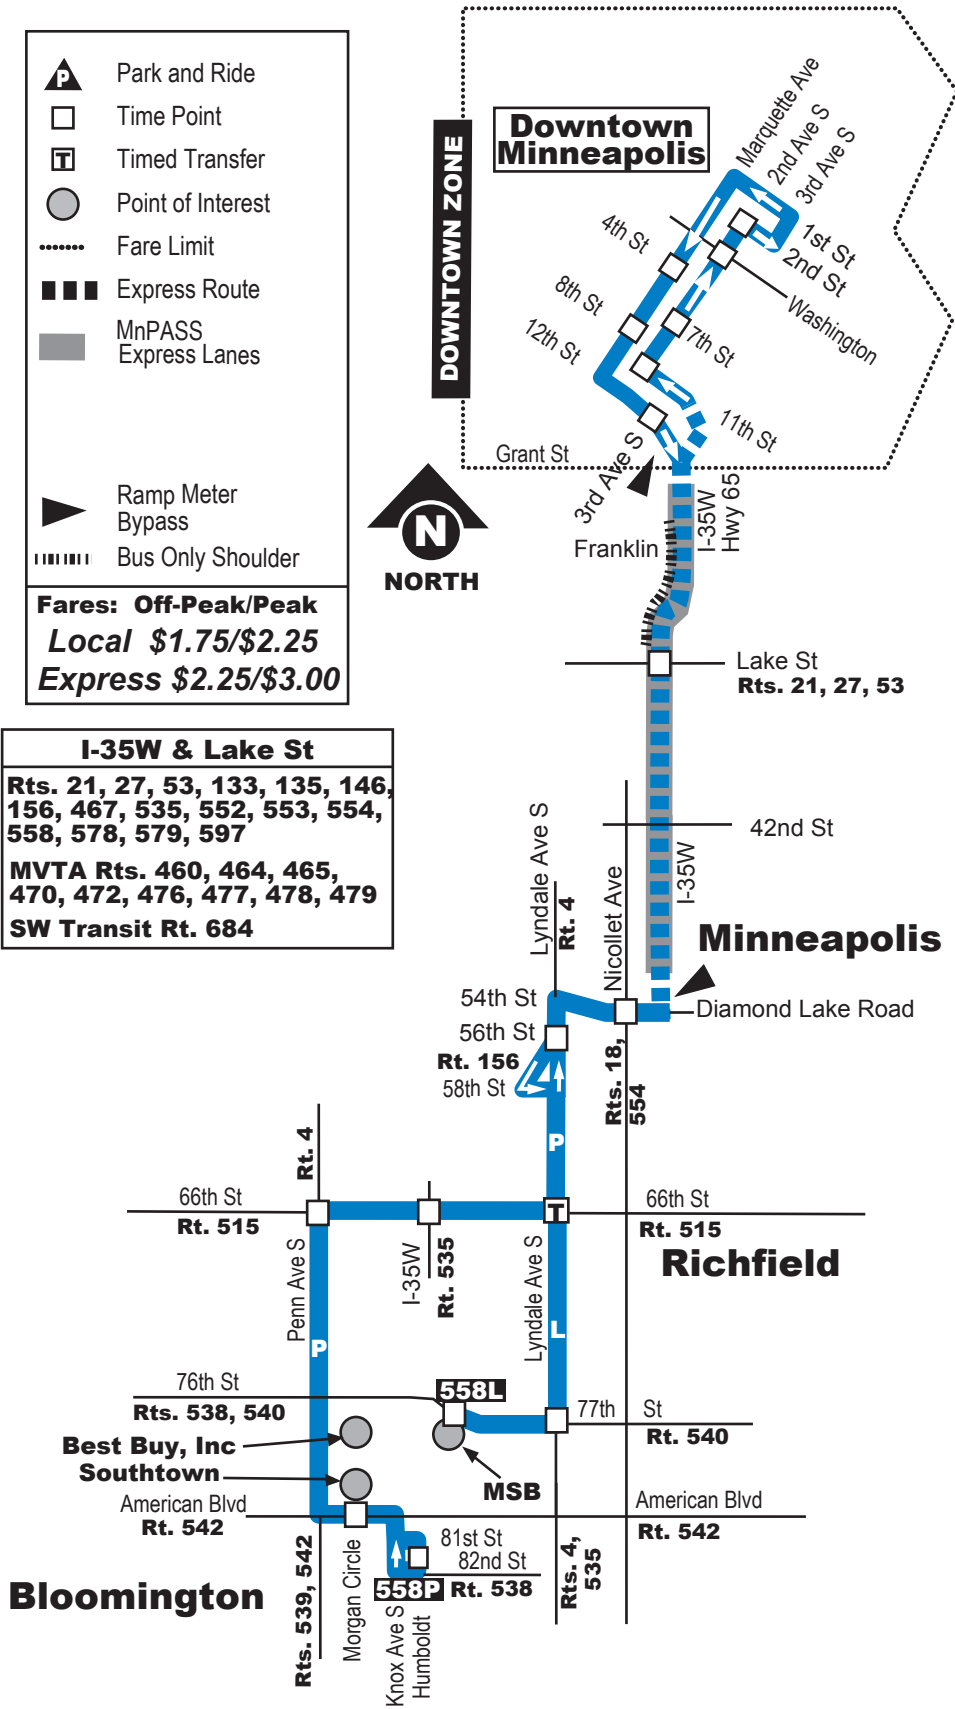 P
Park and Ride
Time Point
T
Timed Transfer
Point of Interest
Fare Limit
Express Route
MnPASS
Express Lanes
Ramp Meter
Bypass
Bus Only Shoulder
Fares: Off-Peak/Peak
Local $1.75/$2.25
Express $2.25/$3.00
I-35W & Lake St
Rts. 21, 27, 53, 133, 135, 146,
156, 467, 535, 552, 553, 554,
558, 578, 579, 597
MVTA Rts. 460, 464, 465,
470, 472, 476, 477, 478, 479
SW Transit Rt. 684
DOWNTOWN ZONE
Downtown
Minneapolis
Marquette Ave
2nd Ave S
3rd Ave S
1st St
2nd St
Washington
4th St
8th St
12th St
7th St
11th St
Grant St
3rd Ave S
N
NORTH
I-35W
Hwy 65
Franklin
Lake St
Rts. 21, 27, 53
42nd St
I-35W
Lyndale Ave S
Rt. 4
Nicollet Ave
Minneapolis
54th St
Diamond Lake Road
56th St
Rt. 156
58th St
Rts. 18,
554
P
Rt. 4
66th St
Rt. 515
T
66th St
Rt. 515
Richfield
Penn Ave S
I-35W
Rt. 535
Lyndale Ave S
L
P
76th St
Rts. 538, 540
558L
77th St
Rt. 540
Best Buy, Inc
Southtown
MSB
American Blvd
Rt. 542
American Blvd
Rt. 542
81st St
82nd St
558P
Rt. 538
Bloomington
Rts. 539, 542
Morgan Circle
Knox Ave S
Humboldt
Rts. 4,
535